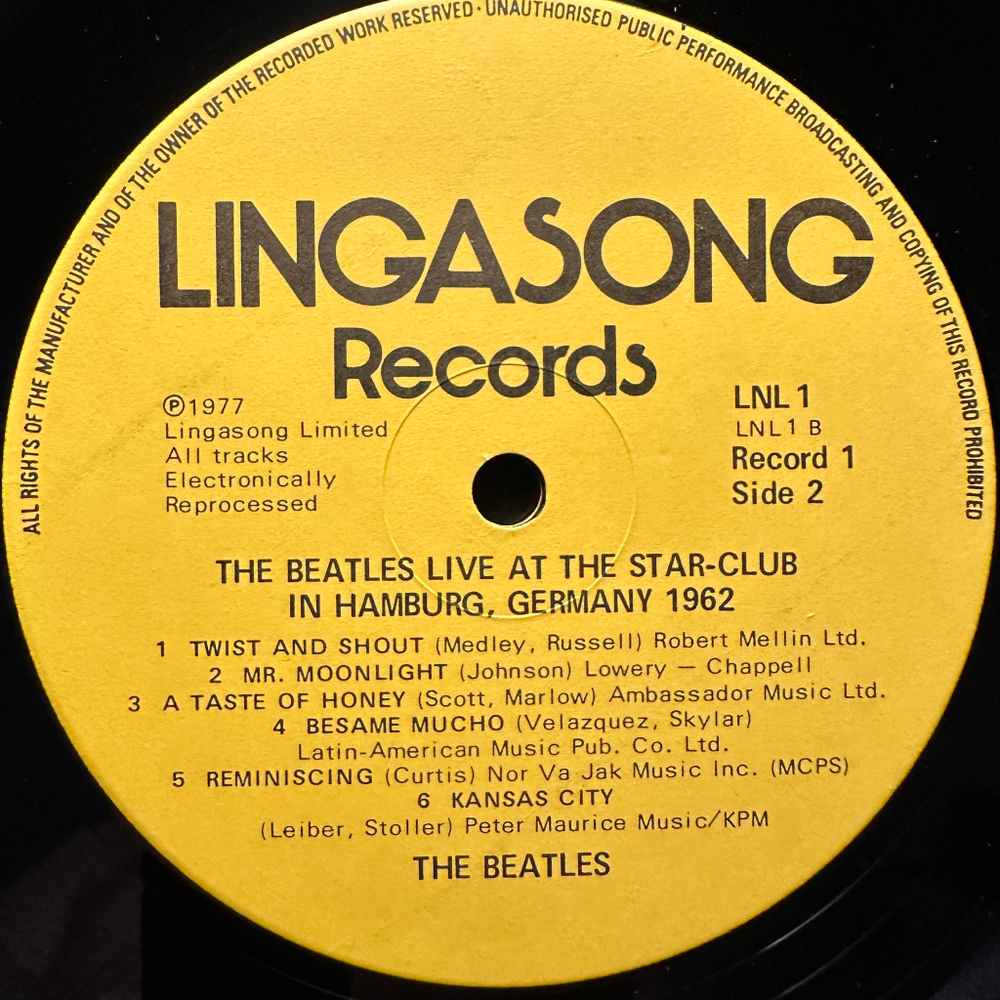 ALL RIGHTS OF THE MANUFACTURER AND OF THE OWNER OF THE RECORDED WORK RESERVED · UNAUTHORISED PUBLIC PERFORMANCE BROADCASTING AND COPYING OF THIS RECORD PROHIBITED
LINGASONG
Records
Ⓟ1977
Lingasong Limited
All tracks
Electronically
Reprocessed
LNL 1
LNL 1 B
Record 1
Side 2
THE BEATLES LIVE AT THE STAR-CLUB
IN HAMBURG, GERMANY 1962
1 TWIST AND SHOUT (Medley, Russell) Robert Mellin Ltd.
2 MR. MOONLIGHT (Johnson) Lowery — Chappell
3 A TASTE OF HONEY (Scott, Marlow) Ambassador Music Ltd.
4 BESAME MUCHO (Velazquez, Skylar)
Latin-American Music Pub. Co. Ltd.
5 REMINISCING (Curtis) Nor Va Jak Music Inc. (MCPS)
6 KANSAS CITY
(Leiber, Stoller) Peter Maurice Music/KPM
THE BEATLES